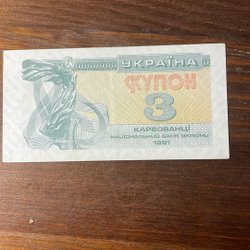 УКРАЇНА
КУПОН
3
КАРБОВАНЦІ
НАЦІОНАЛЬНИЙ БАНК УКРАЇНИ
1991